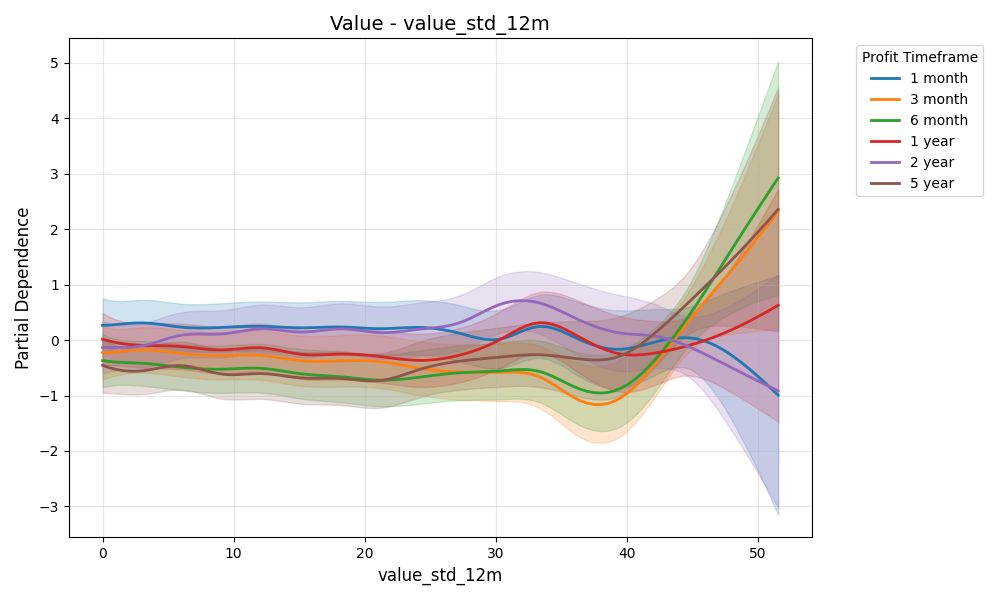 Value - value_std_12m
Profit Timeframe
1 month
3 month
6 month
1 year
2 year
5 year
Partial Dependence
5
4
3
2
1
0
−1
−2
−3
0 10 20 30 40 50
value_std_12m